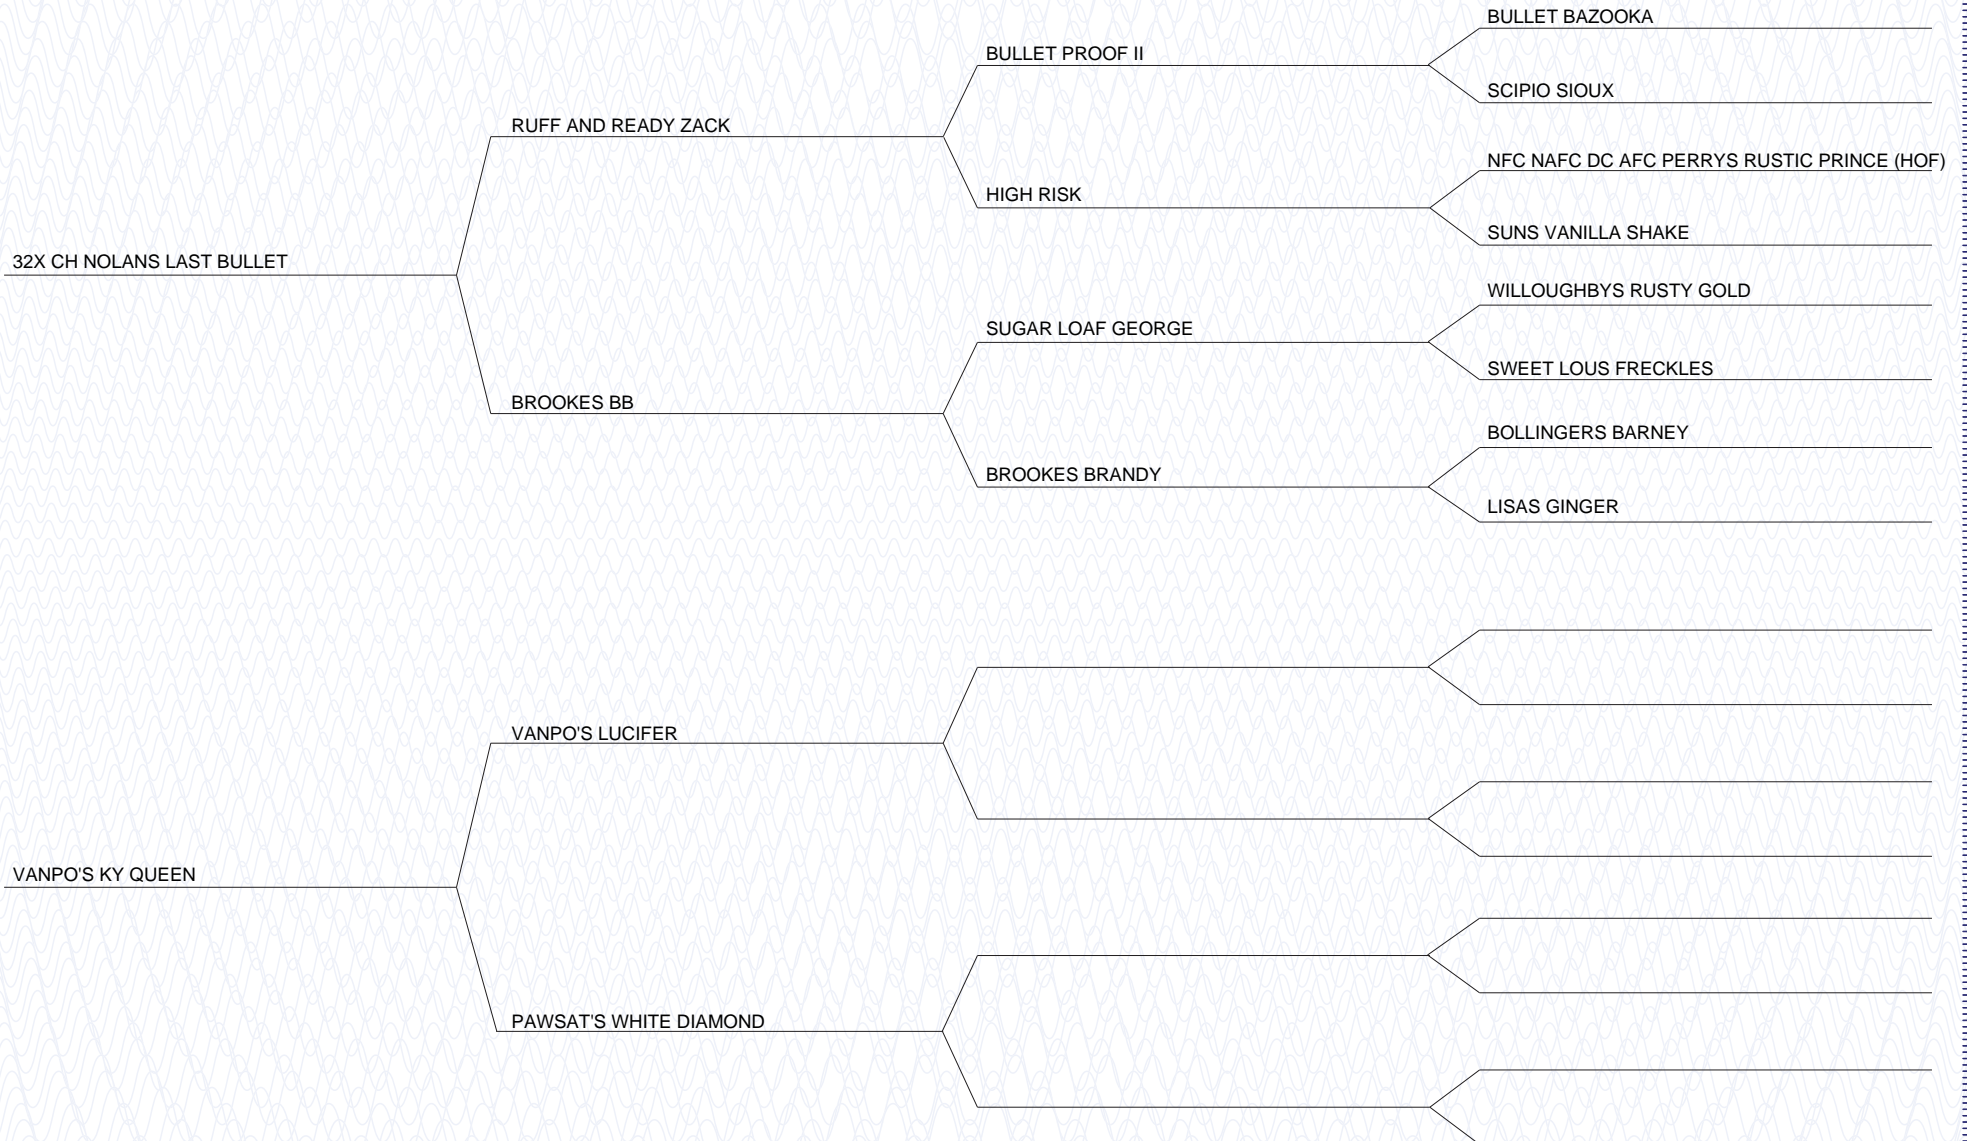 BULLET BAZOOKA
BULLET PROOF II
SCIPIO SIOUX
RUFF AND READY ZACK
NFC NAFC DC AFC PERRYS RUSTIC PRINCE (HOF)
HIGH RISK
SUNS VANILLA SHAKE
32X CH NOLANS LAST BULLET
WILLOUGHBYS RUSTY GOLD
SUGAR LOAF GEORGE
SWEET LOUS FRECKLES
BROOKES BB
BOLLINGERS BARNEY
BROOKES BRANDY
LISAS GINGER
VANPO'S LUCIFER
VANPO'S KY QUEEN
PAWSAT'S WHITE DIAMOND